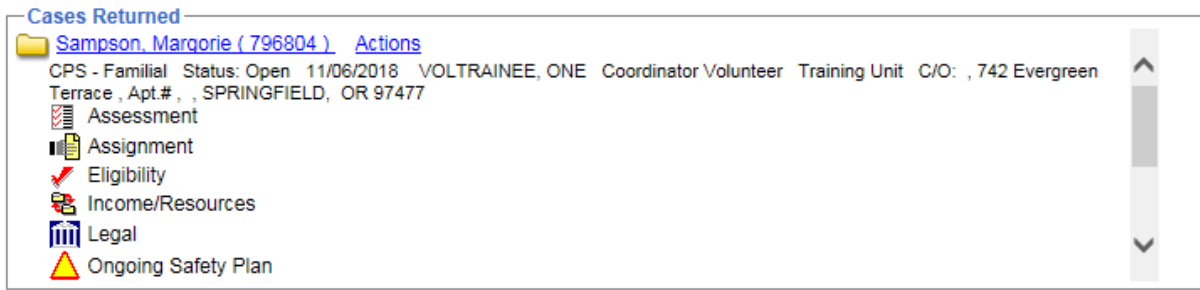 Cases Returned
Sampson, Margorie ( 796804 ) Actions
CPS - Familial Status: Open 11/06/2018 VOLTRAINEE, ONE Coordinator Volunteer Training Unit C/O: , 742 Evergreen
Terrace , Apt.# , , SPRINGFIELD, OR 97477
Assessment
Assignment
Eligibility
Income/Resources
Legal
Ongoing Safety Plan